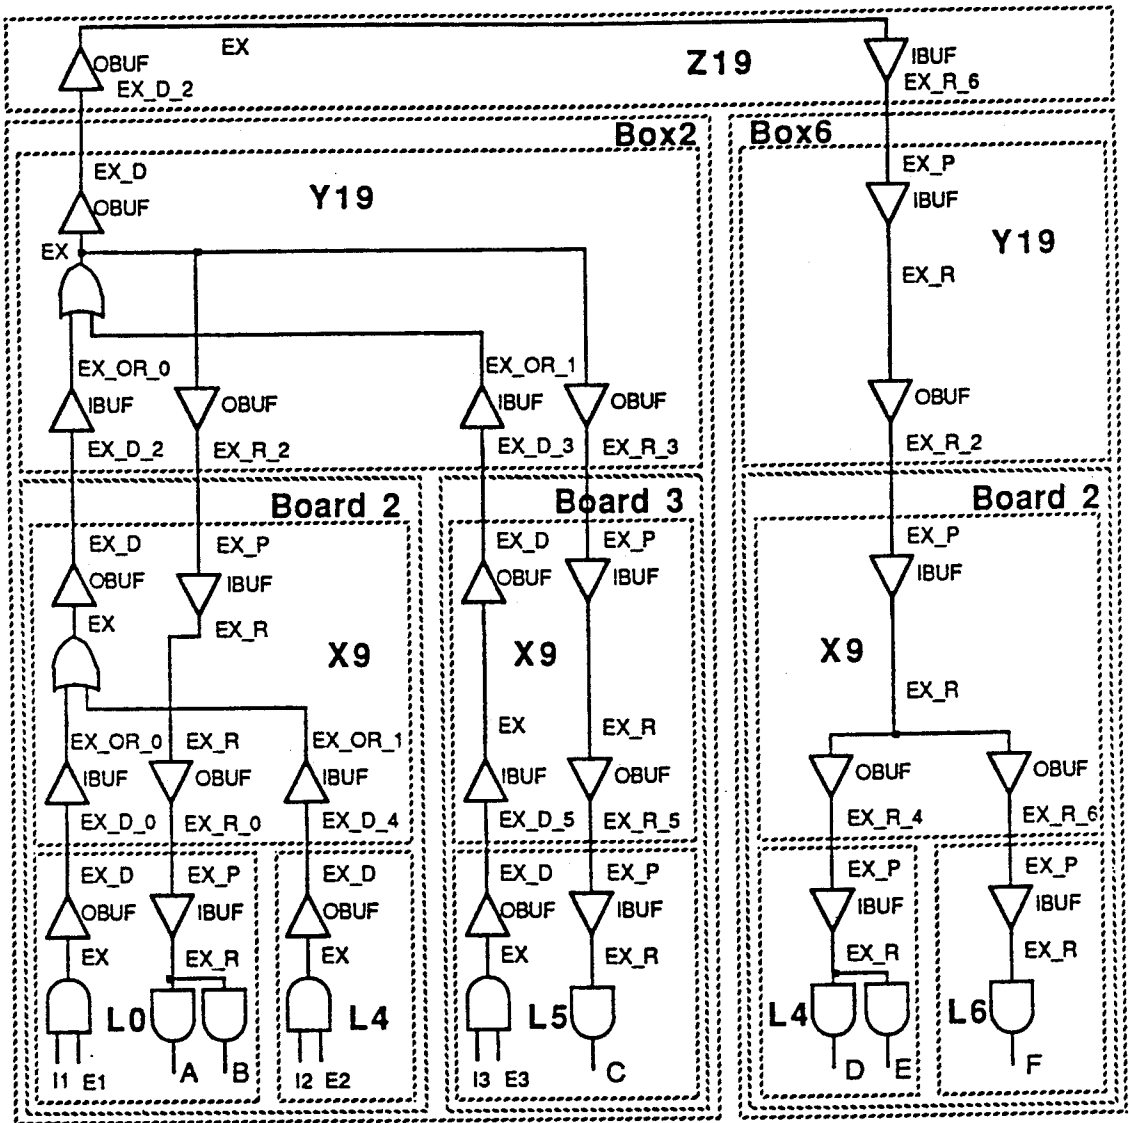 EX
OBUF
EX_D_2
Z19
IBUF
EX_R_6
Box2
EX_D
OBUF
Y19
EX
EX_OR_0
IBUF
EX_D_2
OBUF
EX_R_2
EX_OR_1
IBUF
EX_D_3
OBUF
EX_R_3
Box6
EX_P
IBUF
Y19
EX_R
OBUF
EX_R_2
Board 2
EX_D
OBUF
EX
EX_P
IBUF
EX_R
X9
EX_OR_0
IBUF
EX_D_0
EX_R
OBUF
EX_R_0
EX_OR_1
IBUF
EX_D_4
EX_D
OBUF
EX
EX_P
IBUF
EX_R
L0
I1 E1 A B
EX_D
OBUF
EX
L4
I2 E2
Board 3
EX_D
OBUF
EX_P
IBUF
X9
EX
IBUF
EX_D_5
EX_R
OBUF
EX_R_5
EX_D
OBUF
EX
EX_P
IBUF
EX_R
L5
I3 E3 C
Board 2
EX_P
IBUF
X9
EX_R
OBUF
EX_R_4
OBUF
EX_R_6
EX_P
IBUF
EX_R
L4
D E
EX_P
IBUF
EX_R
L6
F